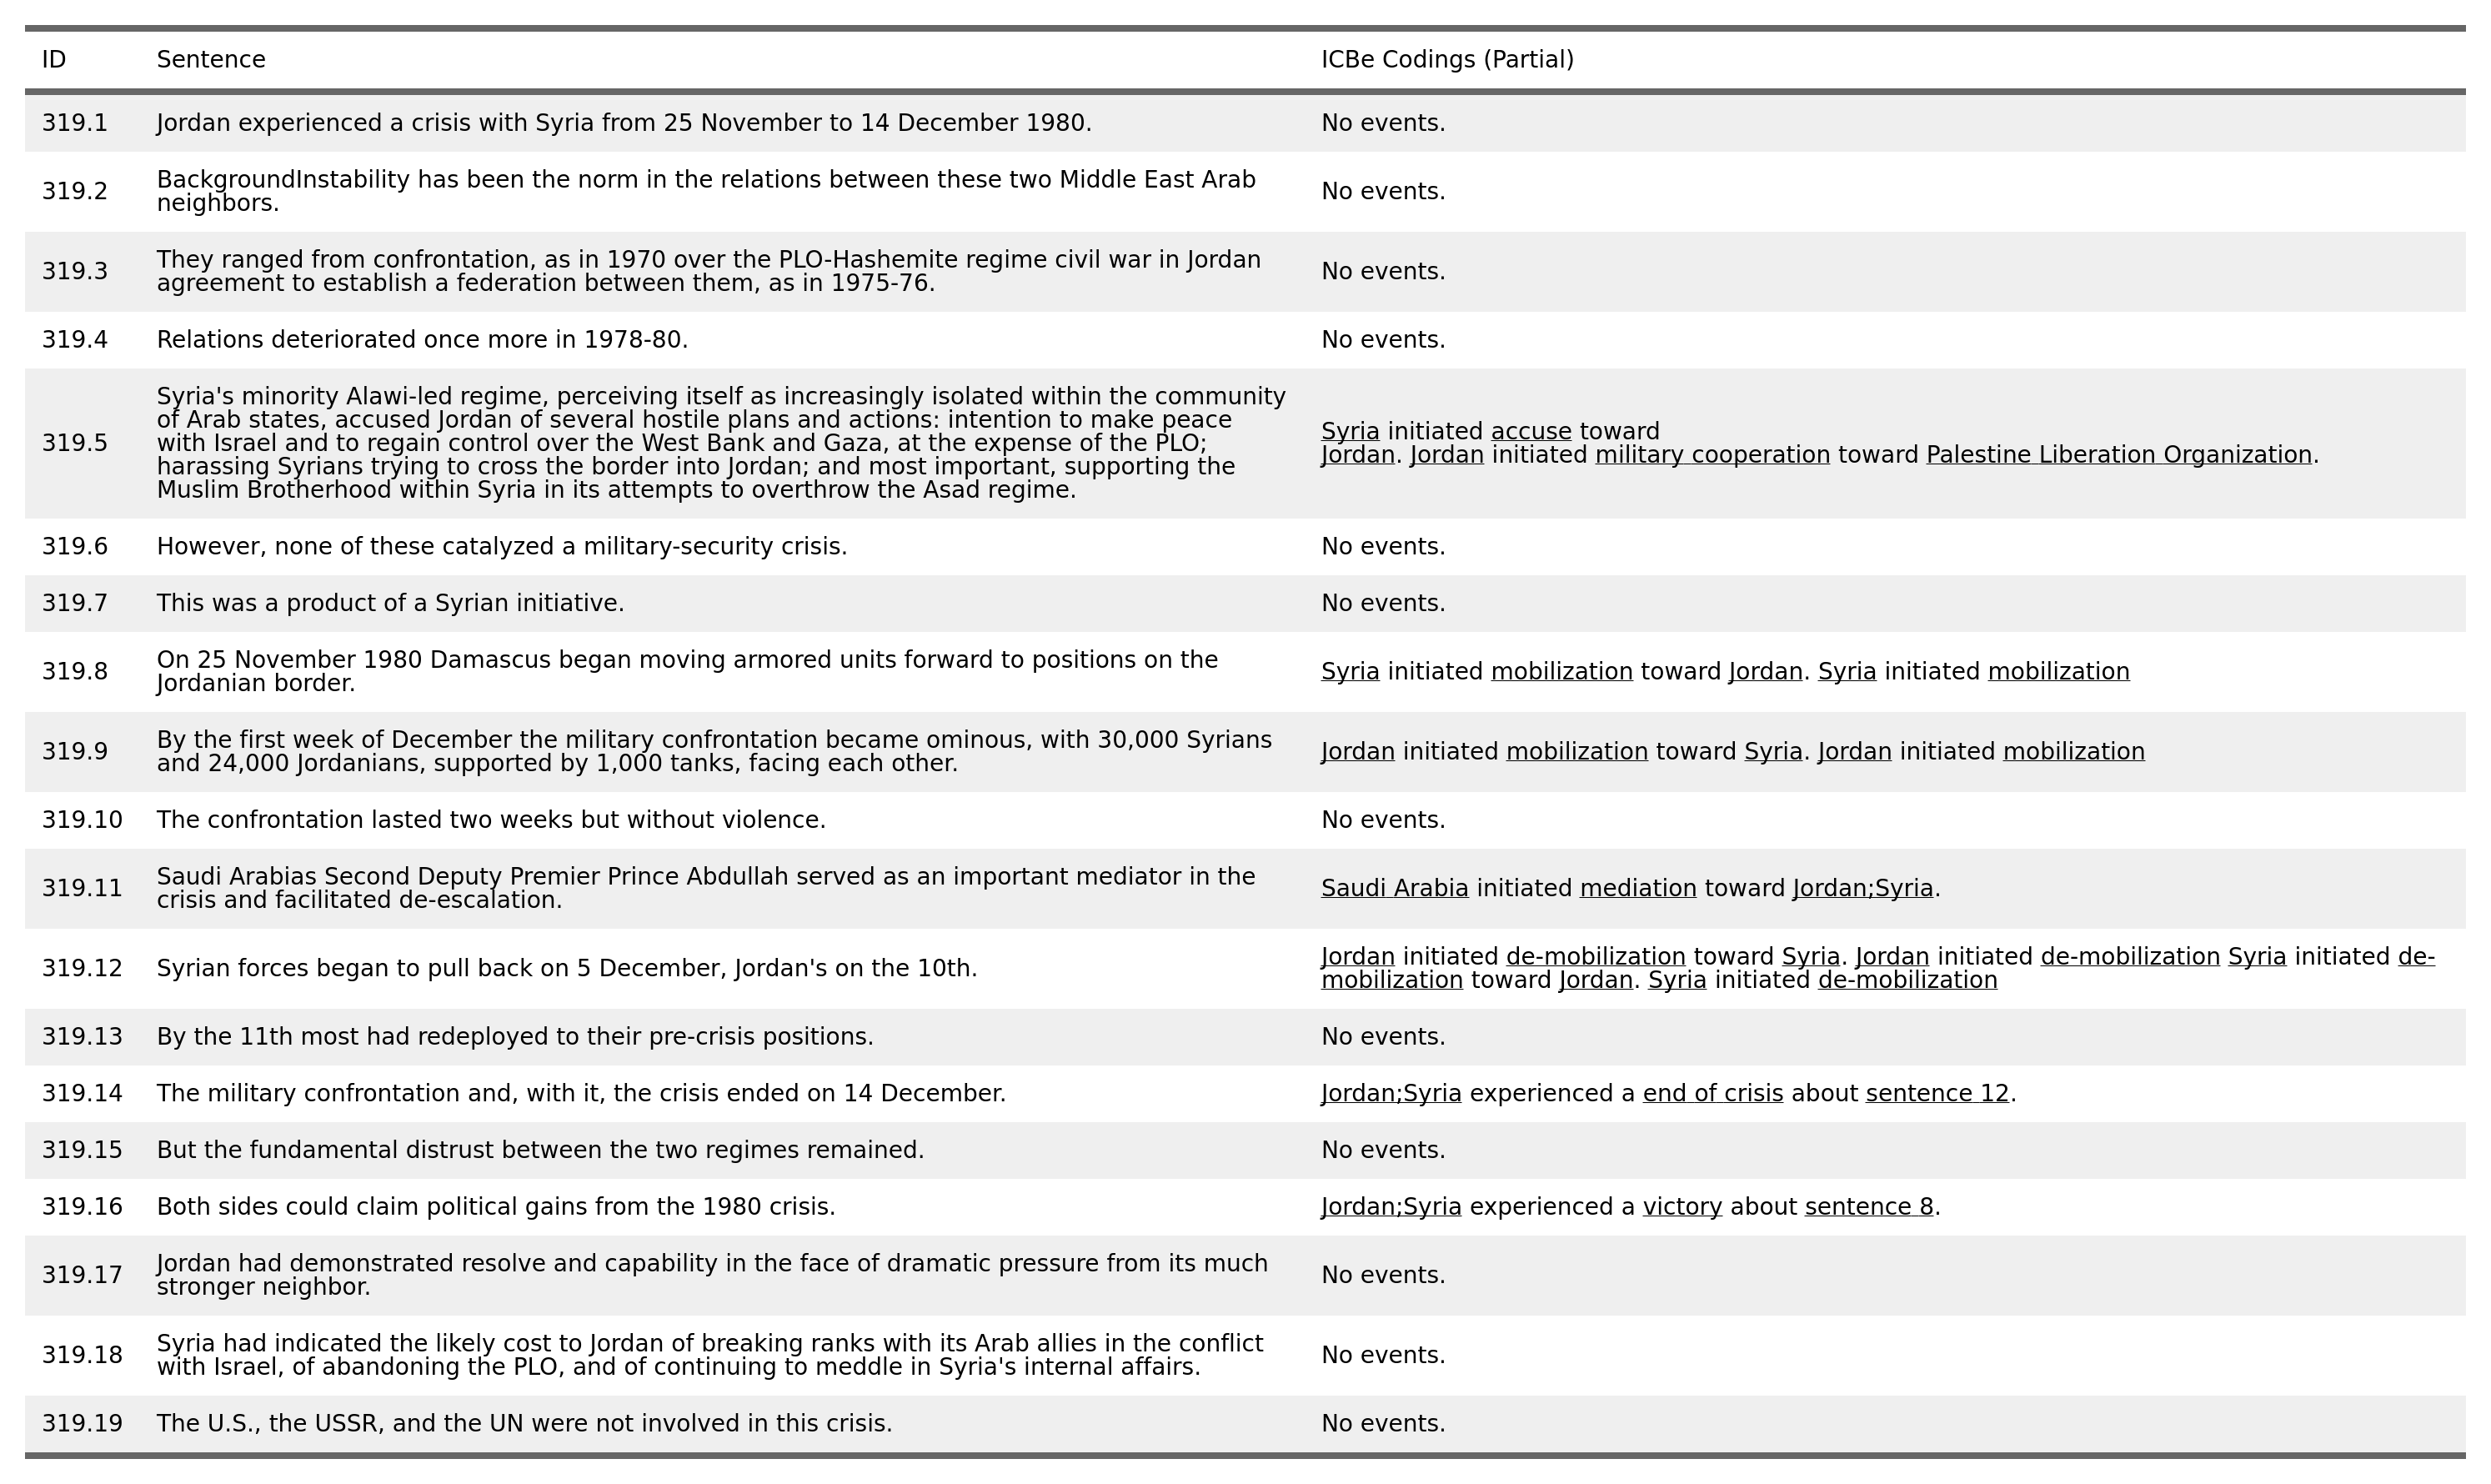 ID Sentence ICBe Codings (Partial)
319.1 Jordan experienced a crisis with Syria from 25 November to 14 December 1980. No events.
319.2 BackgroundInstability has been the norm in the relations between these two Middle East Arab
neighbors. No events.
319.3 They ranged from confrontation, as in 1970 over the PLO-Hashemite regime civil war in Jordan
agreement to establish a federation between them, as in 1975-76. No events.
319.4 Relations deteriorated once more in 1978-80. No events.
319.5 Syria's minority Alawi-led regime, perceiving itself as increasingly isolated within the community
of Arab states, accused Jordan of several hostile plans and actions: intention to make peace
with Israel and to regain control over the West Bank and Gaza, at the expense of the PLO;
harassing Syrians trying to cross the border into Jordan; and most important, supporting the
Muslim Brotherhood within Syria in its attempts to overthrow the Asad regime.
Syria initiated accuse toward
Jordan. Jordan initiated military cooperation toward Palestine Liberation Organization.
319.6 However, none of these catalyzed a military-security crisis. No events.
319.7 This was a product of a Syrian initiative. No events.
319.8 On 25 November 1980 Damascus began moving armored units forward to positions on the
Jordanian border. Syria initiated mobilization toward Jordan. Syria initiated mobilization
319.9 By the first week of December the military confrontation became ominous, with 30,000 Syrians
and 24,000 Jordanians, supported by 1,000 tanks, facing each other. Jordan initiated mobilization toward Syria. Jordan initiated mobilization
319.10 The confrontation lasted two weeks but without violence. No events.
319.11 Saudi Arabias Second Deputy Premier Prince Abdullah served as an important mediator in the
crisis and facilitated de-escalation. Saudi Arabia initiated mediation toward Jordan;Syria.
319.12 Syrian forces began to pull back on 5 December, Jordan's on the 10th.
Jordan initiated de-mobilization toward Syria. Jordan initiated de-mobilization Syria initiated de-
mobilization toward Jordan. Syria initiated de-mobilization
319.13 By the 11th most had redeployed to their pre-crisis positions. No events.
319.14 The military confrontation and, with it, the crisis ended on 14 December. Jordan;Syria experienced a end of crisis about sentence 12.
319.15 But the fundamental distrust between the two regimes remained. No events.
319.16 Both sides could claim political gains from the 1980 crisis. Jordan;Syria experienced a victory about sentence 8.
319.17 Jordan had demonstrated resolve and capability in the face of dramatic pressure from its much
stronger neighbor. No events.
319.18 Syria had indicated the likely cost to Jordan of breaking ranks with its Arab allies in the conflict
with Israel, of abandoning the PLO, and of continuing to meddle in Syria's internal affairs. No events.
319.19 The U.S., the USSR, and the UN were not involved in this crisis. No events.